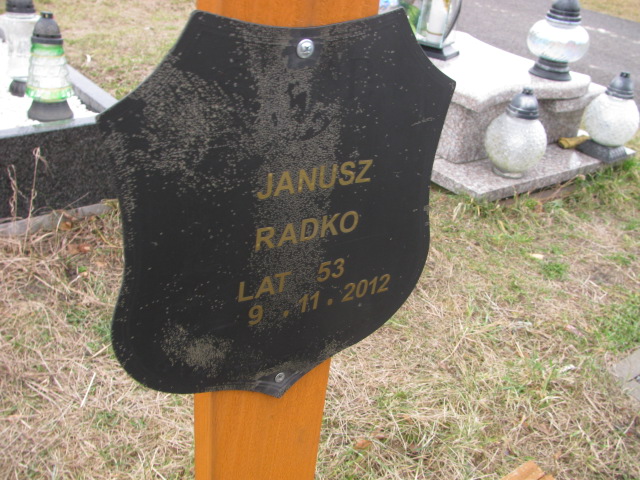 JANUSZ
RADKO
LAT 53
9 . 11 . 2012